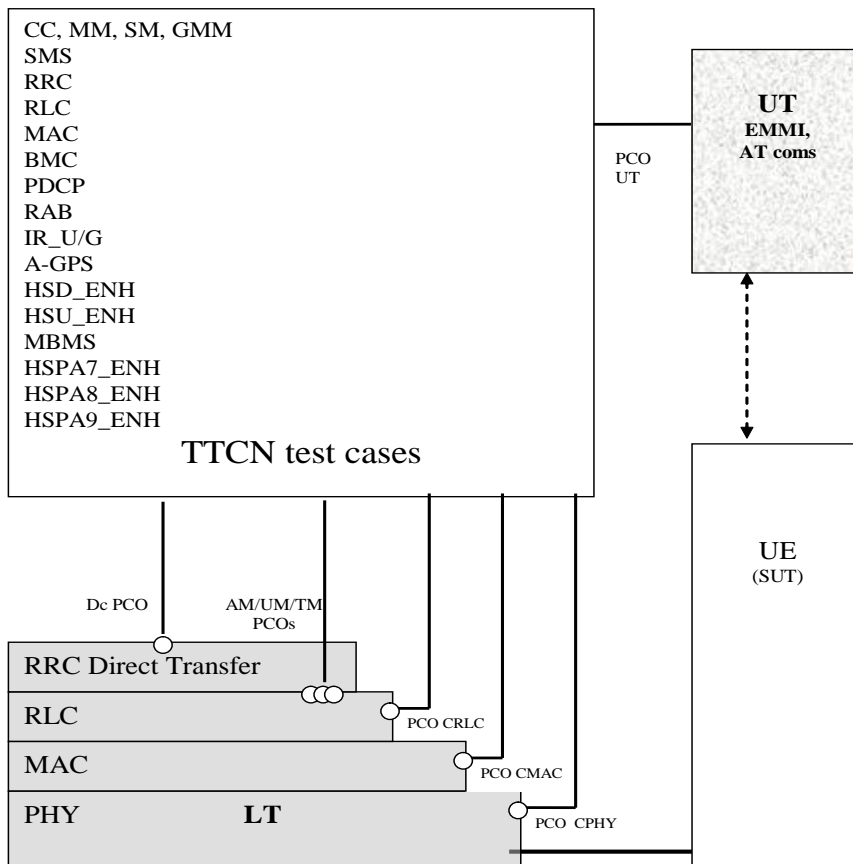 CC, MM, SM, GMM
SMS
RRC
RLC
MAC
BMC
PDCP
RAB
IR_U/G
A-GPS
HSD_ENH
HSU_ENH
MBMS
HSPA7_ENH
HSPA8_ENH
HSPA9_ENH
TTCN test cases
PCO
UT
UT
EMMI,
AT coms
UE
(SUT)
Dc PCO
AM/UM/TM
PCOs
RRC Direct Transfer
RLC
PCO CRLC
MAC
PCO CMAC
PHY LT
PCO CPHY